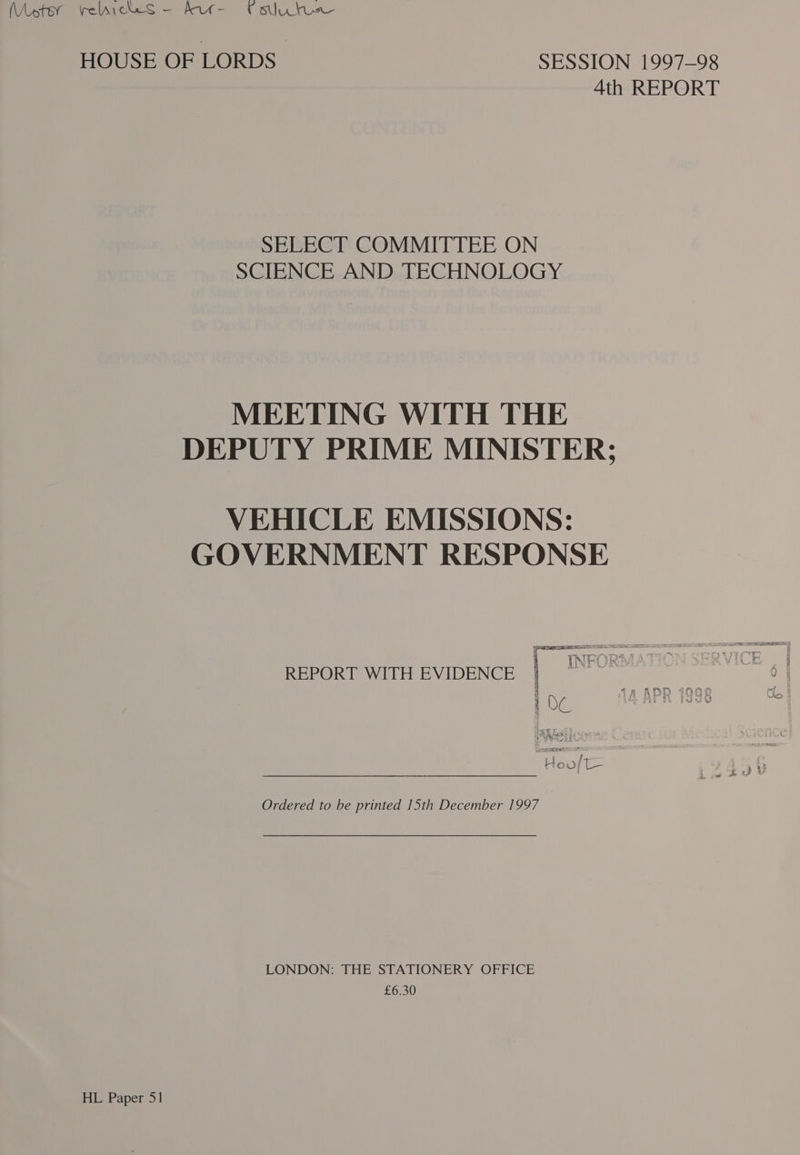 Motor vehicles - Air - Pollution
HOUSE OF LORDS SESSION 1997–98
4th REPORT
SELECT COMMITTEE ON
SCIENCE AND TECHNOLOGY
MEETING WITH THE
DEPUTY PRIME MINISTER;
VEHICLE EMISSIONS:
GOVERNMENT RESPONSE
REPORT WITH EVIDENCE
INFORMATION SERVICE
14 APR 1998
Wellcome Centre for Medical Science
Ordered to be printed 15th December 1997
LONDON: THE STATIONERY OFFICE
£6.30
HL Paper 51